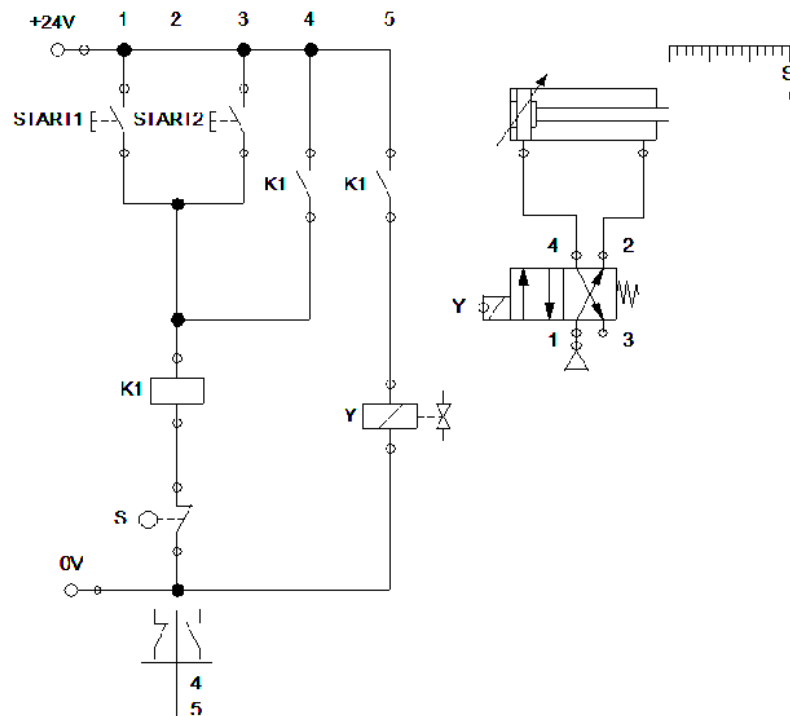 +24V 1 2 3 4 5
S
START1 START2
K1 K1
4 2
Y
1 3
K1
Y
S
0V
4
5